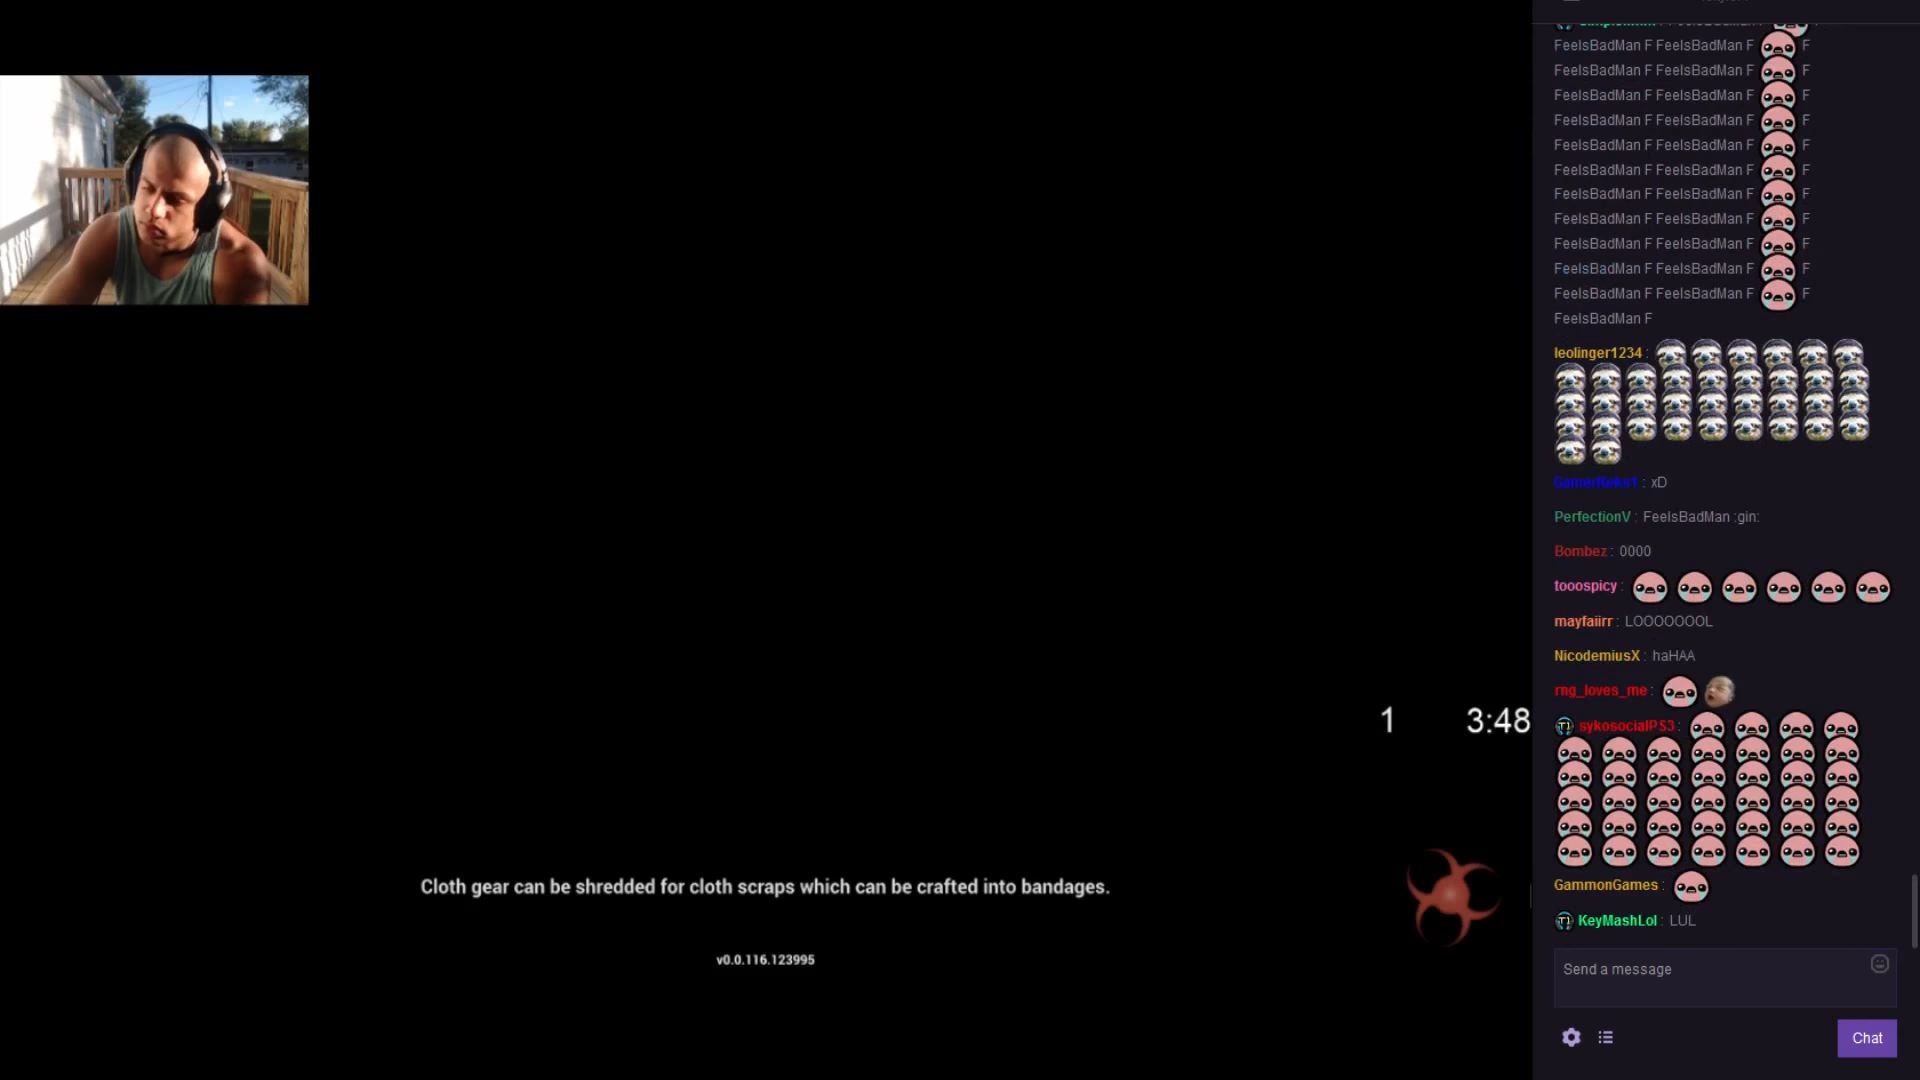 FeelsBadMan F FeelsBadMan F F
FeelsBadMan F FeelsBadMan F F
FeelsBadMan F FeelsBadMan F F
FeelsBadMan F FeelsBadMan F F
FeelsBadMan F FeelsBadMan F F
FeelsBadMan F FeelsBadMan F F
FeelsBadMan F FeelsBadMan F F
FeelsBadMan F FeelsBadMan F F
FeelsBadMan F FeelsBadMan F F
FeelsBadMan F FeelsBadMan F F
FeelsBadMan F FeelsBadMan F F
FeelsBadMan F
leolinger1234 :
GamerKeks1 : xD
PerfectionV : FeelsBadMan :gin:
Bombez : 0000
tooospicy :
mayfaiirr : LOOOOOOOL
NicodemiusX : haHAA
rng_loves_me :
sykosocialPS3 :
GammonGames :
KeyMashLol : LUL
Send a message
Chat
1 3:48
Cloth gear can be shredded for cloth scraps which can be crafted into bandages.
v0.0.116.123995